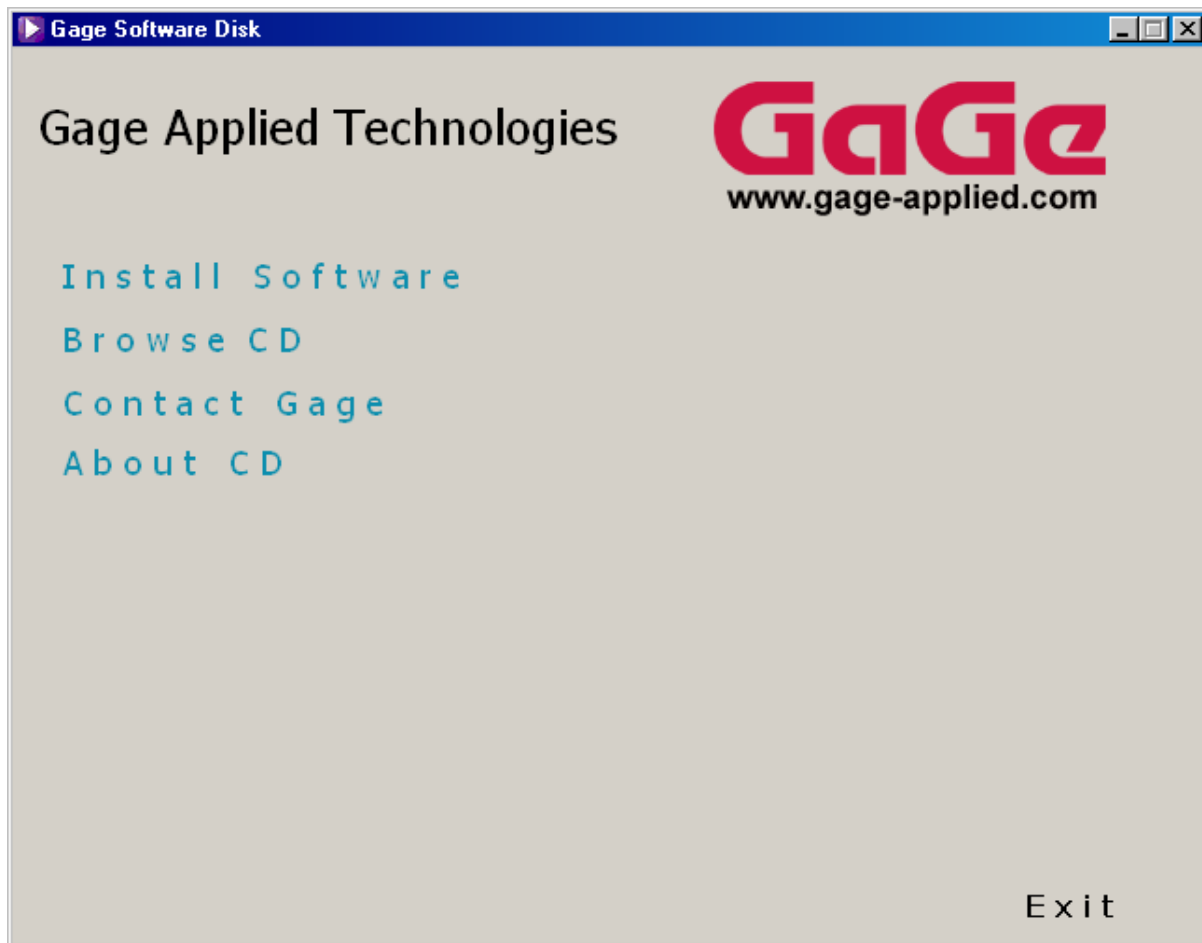 Gage Software Disk
Gage Applied Technologies
GaGe
www.gage-applied.com
Install Software
Browse CD
Contact Gage
About CD
Exit